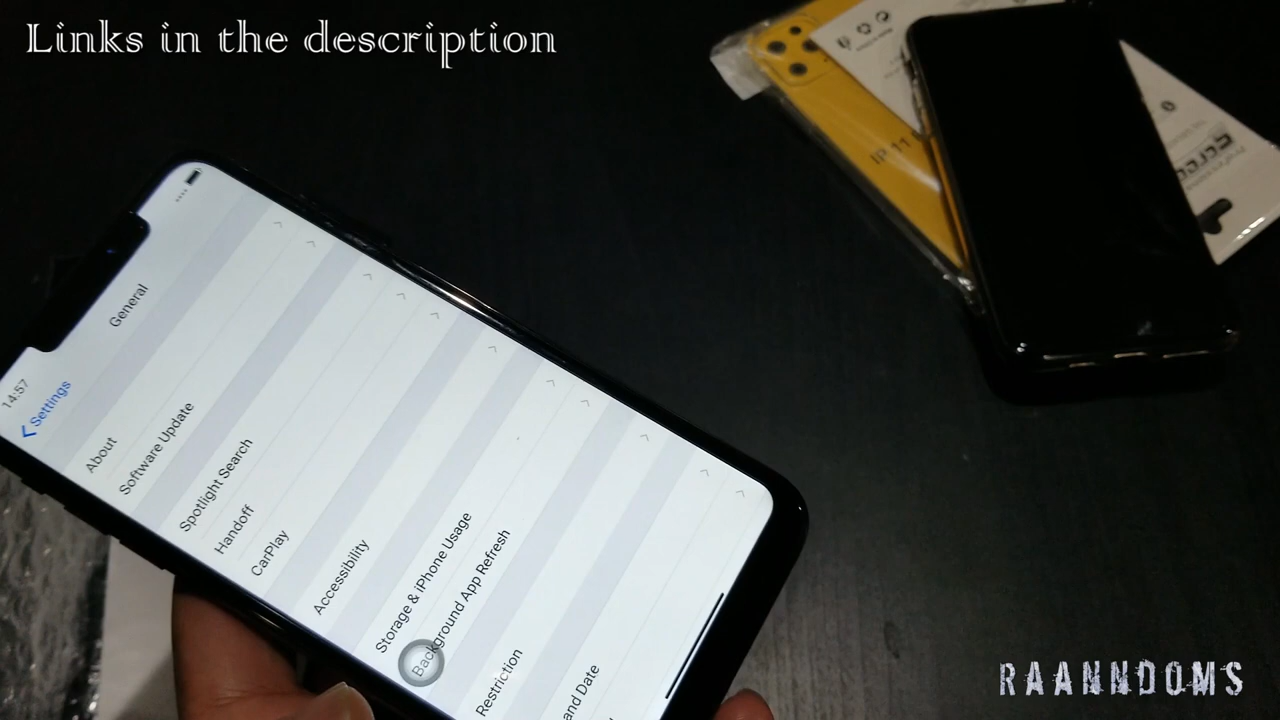 Links in the description
14:57
Settings
General
About
Software Update
Spotlight Search
Handoff
CarPlay
Accessibility
Storage & iPhone Usage
Background App Refresh
Restriction
and Date
IP 11
RAANNDOMS